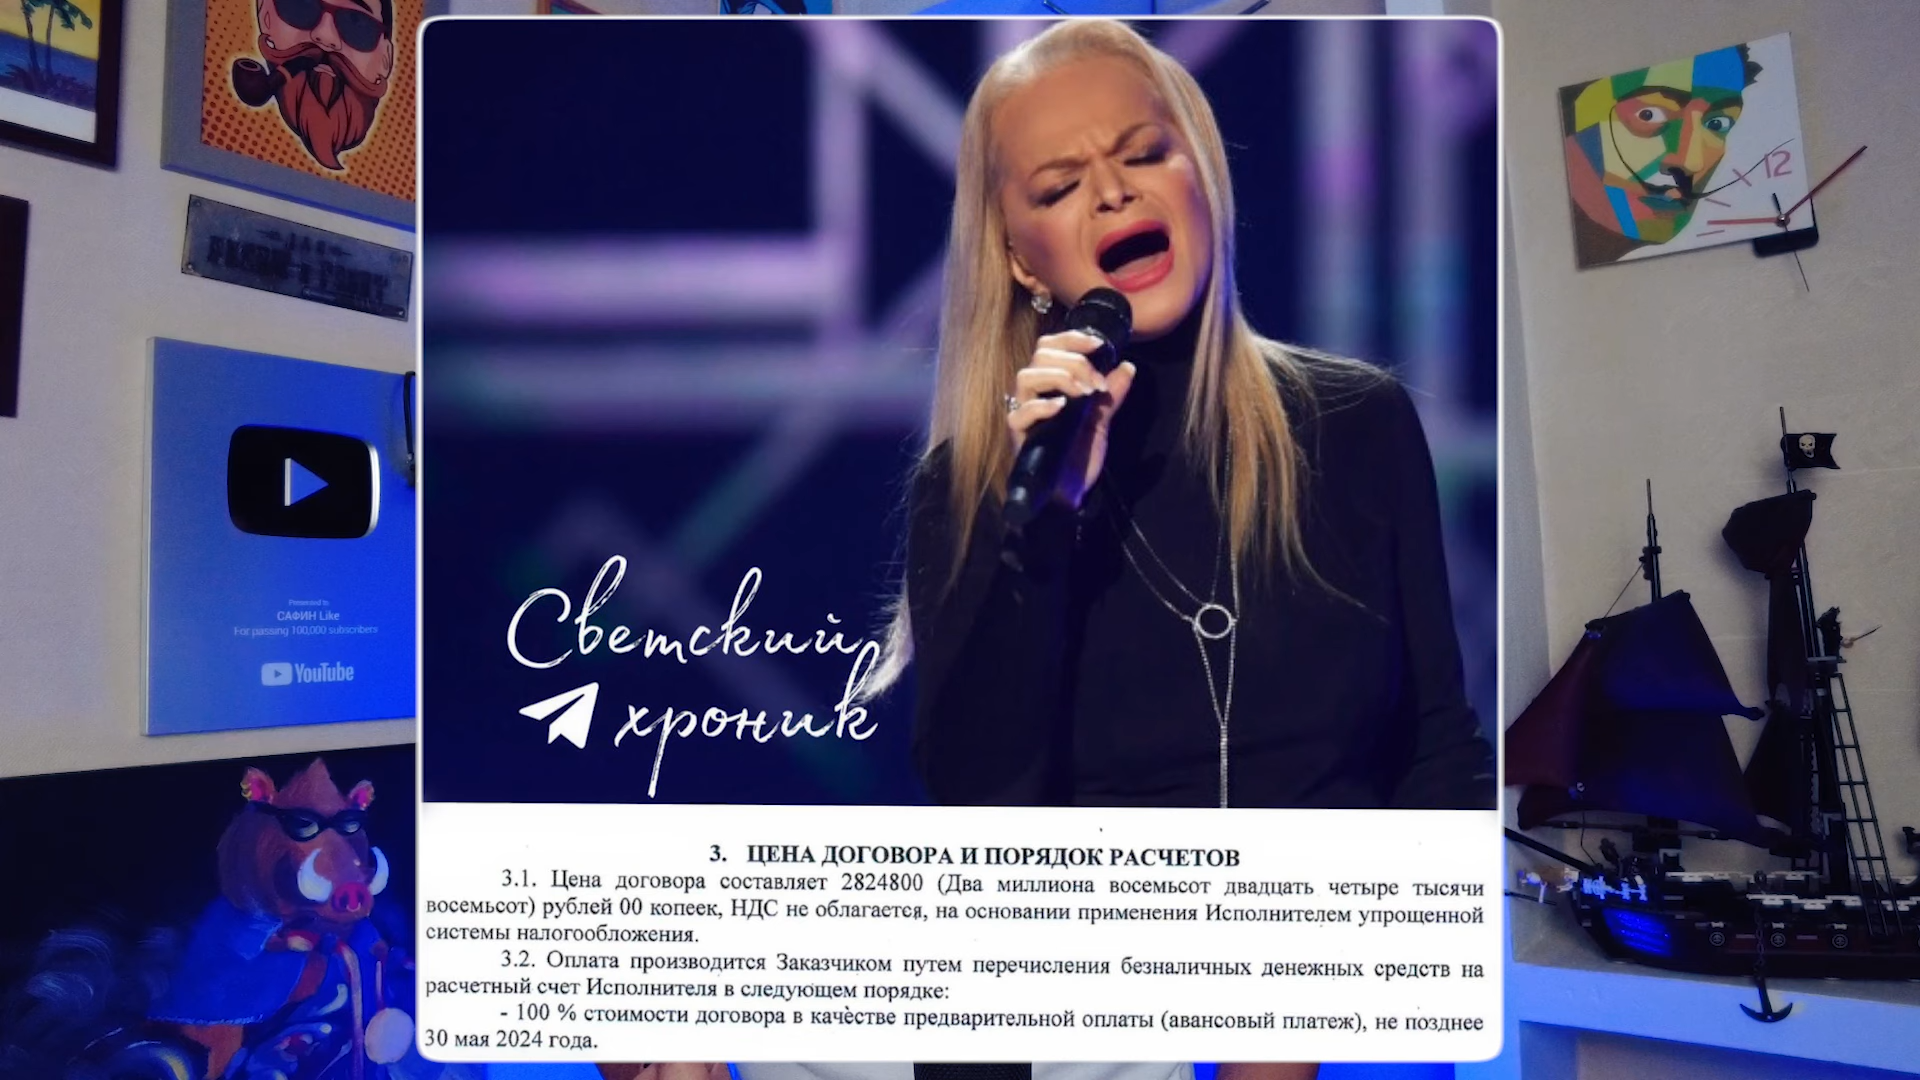 x 12
Presented to
САФИН Like
For passing 100,000 subscribers
YouTube
Светский
хроник
3. ЦЕНА ДОГОВОРА И ПОРЯДОК РАСЧЕТОВ
3.1. Цена договора составляет 2824800 (Два миллиона восемьсот двадцать четыре тысячи
восемьсот) рублей 00 копеек, НДС не облагается, на основании применения Исполнителем упрощенной
системы налогообложения.
3.2. Оплата производится Заказчиком путем перечисления безналичных денежных средств на
расчетный счет Исполнителя в следующем порядке:
- 100 % стоимости договора в качестве предварительной оплаты (авансовый платеж), не позднее
30 мая 2024 года.